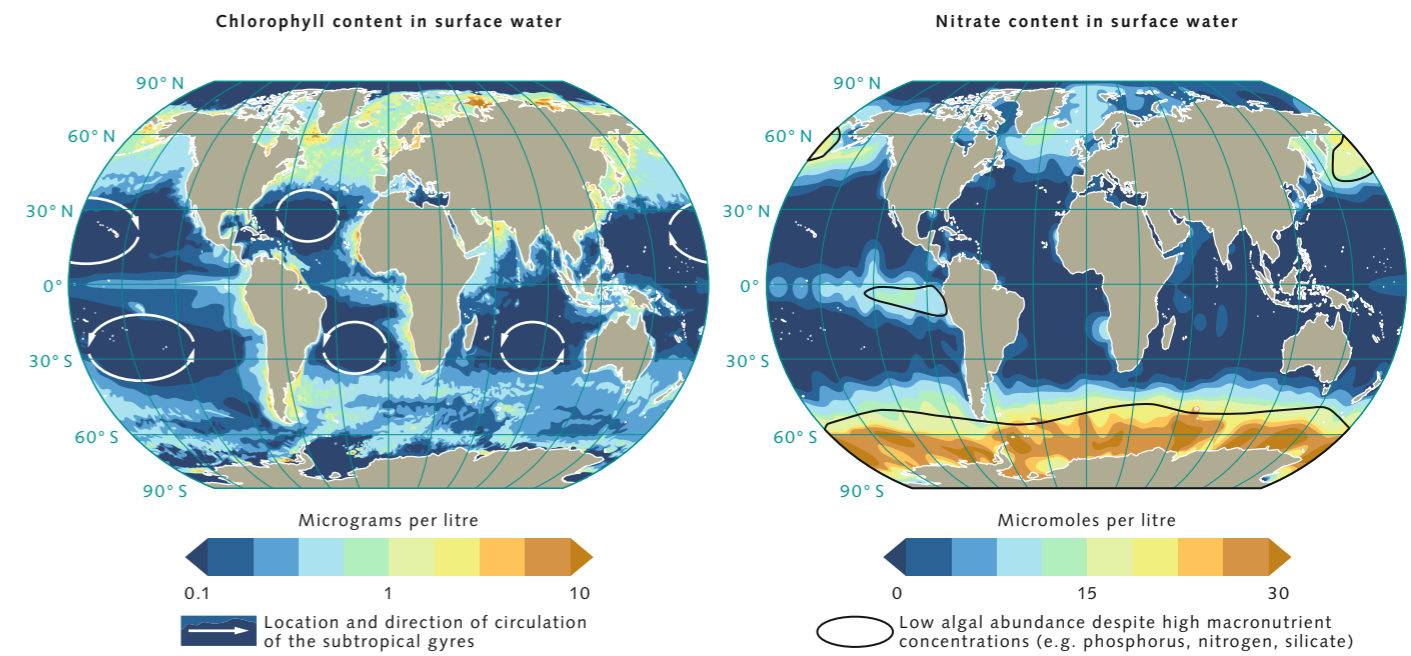 Chlorophyll content in surface water
90° N
60° N
30° N
0°
30° S
60° S
90° S
Micrograms per litre
0.1 1 10
Location and direction of circulation
of the subtropical gyres
Nitrate content in surface water
90° N
60° N
30° N
0°
30° S
60° S
90° S
Micromoles per litre
0 15 30
Low algal abundance despite high macronutrient
concentrations (e.g. phosphorus, nitrogen, silicate)